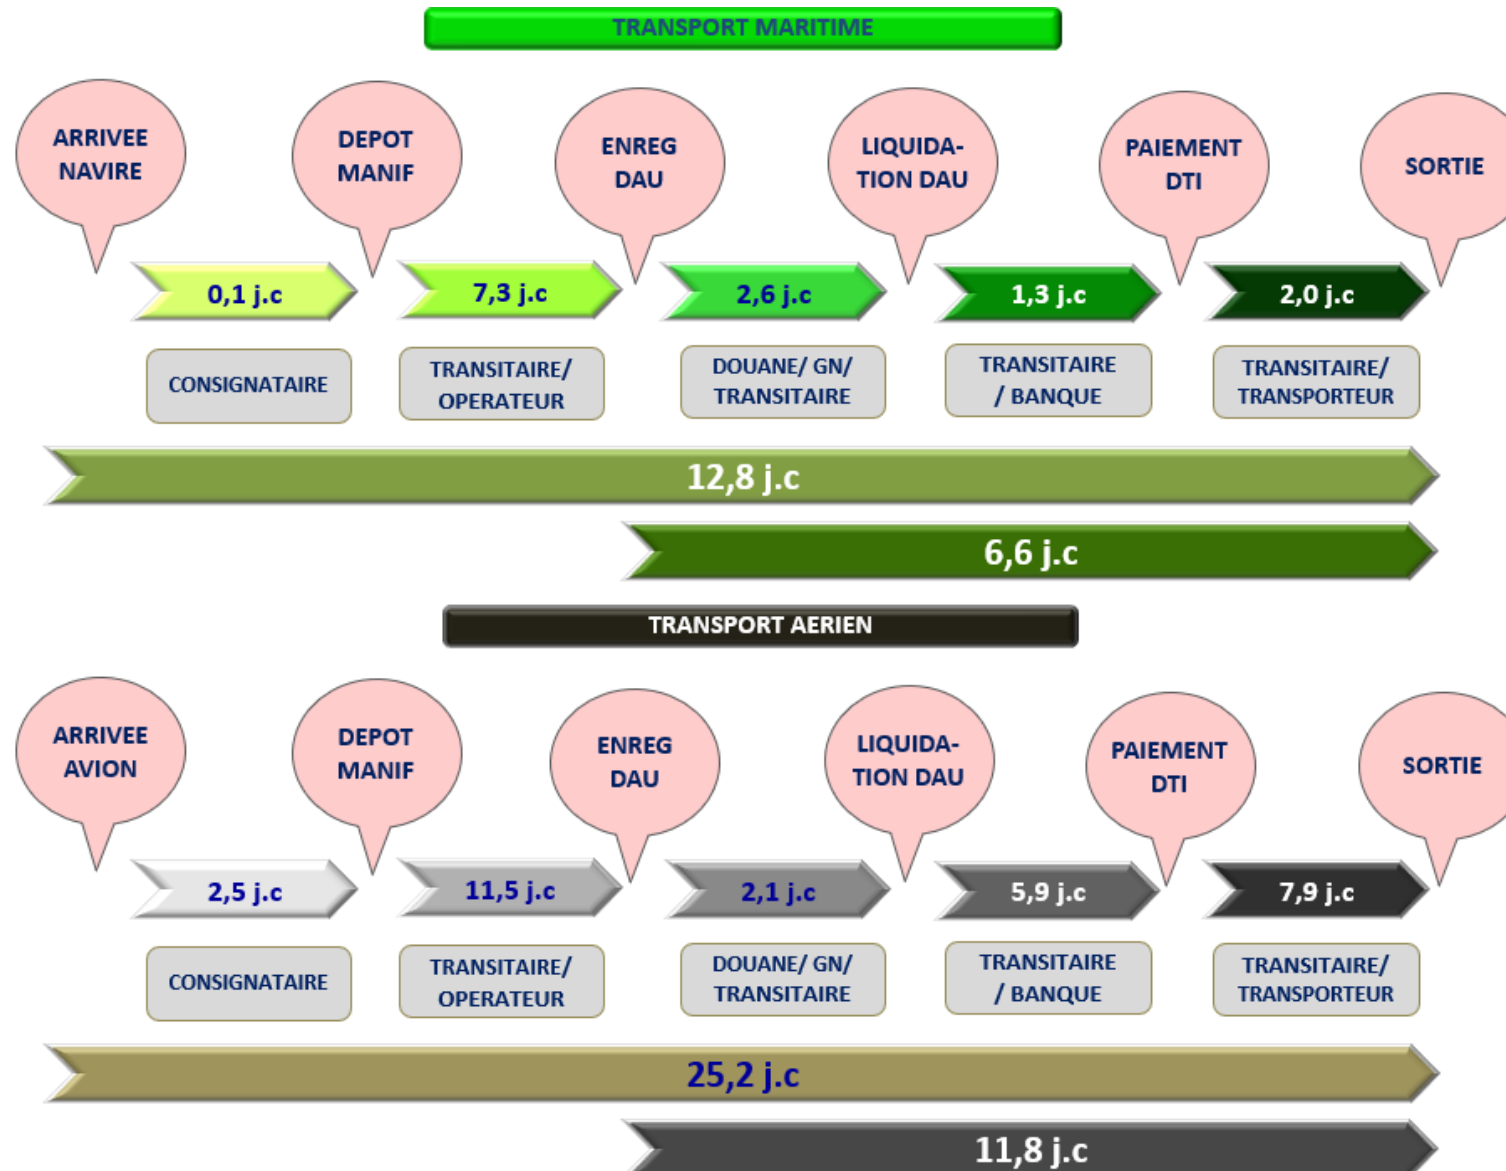 TRANSPORT MARITIME
ARRIVEE
NAVIRE
DEPOT
MANIF
ENREG
DAU
LIQUIDA-
TION DAU
PAIEMENT
DTI
SORTIE
0,1 j.c
7,3 j.c
2,6 j.c
1,3 j.c
2,0 j.c
CONSIGNATAIRE
TRANSITAIRE/
OPERATEUR
DOUANE/ GN/
TRANSITAIRE
TRANSITAIRE
/ BANQUE
TRANSITAIRE/
TRANSPORTEUR
12,8 j.c
6,6 j.c
TRANSPORT AERIEN
ARRIVEE
AVION
DEPOT
MANIF
ENREG
DAU
LIQUIDA-
TION DAU
PAIEMENT
DTI
SORTIE
2,5 j.c
11,5 j.c
2,1 j.c
5,9 j.c
7,9 j.c
CONSIGNATAIRE
TRANSITAIRE/
OPERATEUR
DOUANE/ GN/
TRANSITAIRE
TRANSITAIRE
/ BANQUE
TRANSITAIRE/
TRANSPORTEUR
25,2 j.c
11,8 j.c